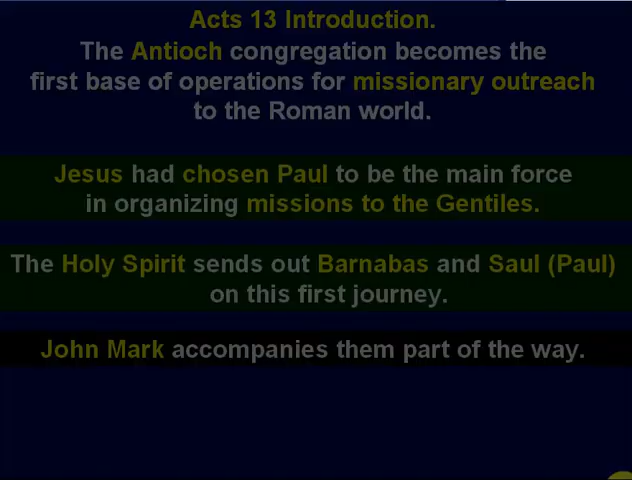 Acts 13 Introduction.
The Antioch congregation becomes the
first base of operations for missionary outreach
to the Roman world.
Jesus had chosen Paul to be the main force
in organizing missions to the Gentiles.
The Holy Spirit sends out Barnabas and Saul (Paul)
on this first journey.
John Mark accompanies them part of the way.